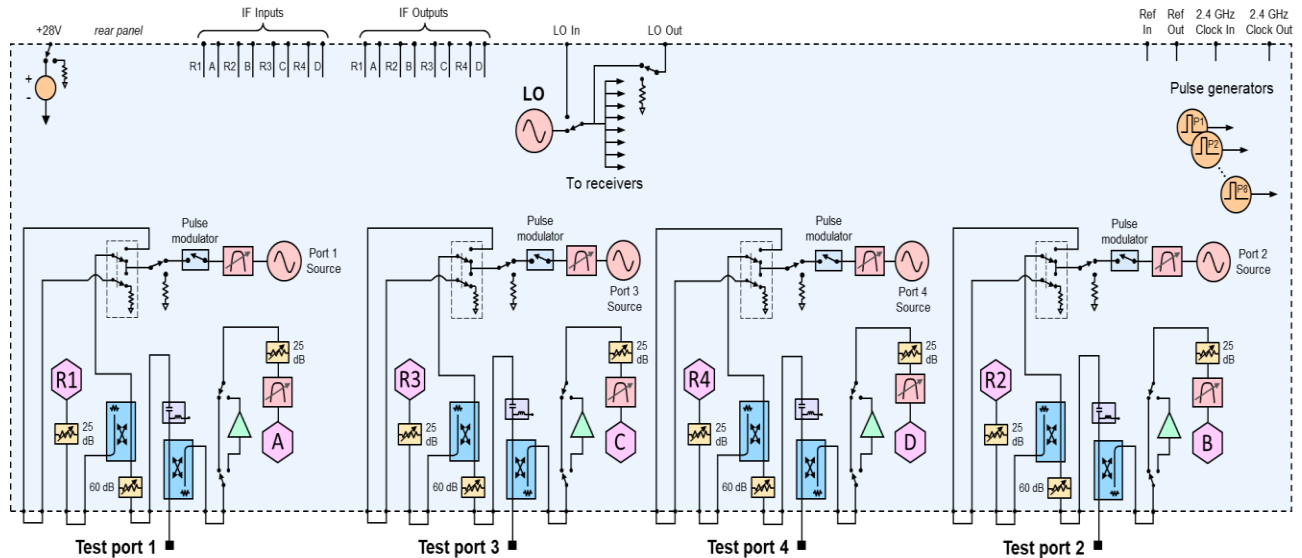 +28V
rear panel
IF Inputs
R1 A R2 B R3 C R4 D
IF Outputs
R1 A R2 B R3 C R4 D
LO In
LO Out
Ref In
Ref Out
2.4 GHz Clock In
2.4 GHz Clock Out
+
-
LO
To receivers
Pulse generators
P1
P2
P8
Pulse
modulator
Port 1
Source
R1
25
dB
60 dB
25
dB
A
Test port 1
Pulse
modulator
Port 3
Source
R3
25
dB
60 dB
25
dB
C
Test port 3
Pulse
modulator
Port 4
Source
R4
25
dB
60 dB
25
dB
D
Test port 4
Pulse
modulator
Port 2
Source
R2
25
dB
60 dB
25
dB
B
Test port 2